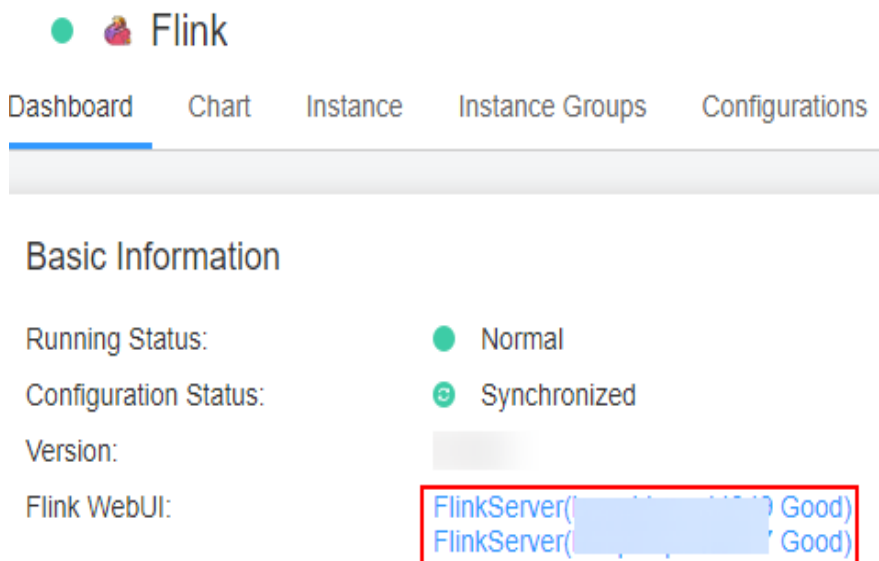 Flink
Dashboard Chart Instance Instance Groups Configurations
Basic Information
Running Status: Normal
Configuration Status: Synchronized
Version:
Flink WebUI: FlinkServer( Good)
FlinkServer( Good)